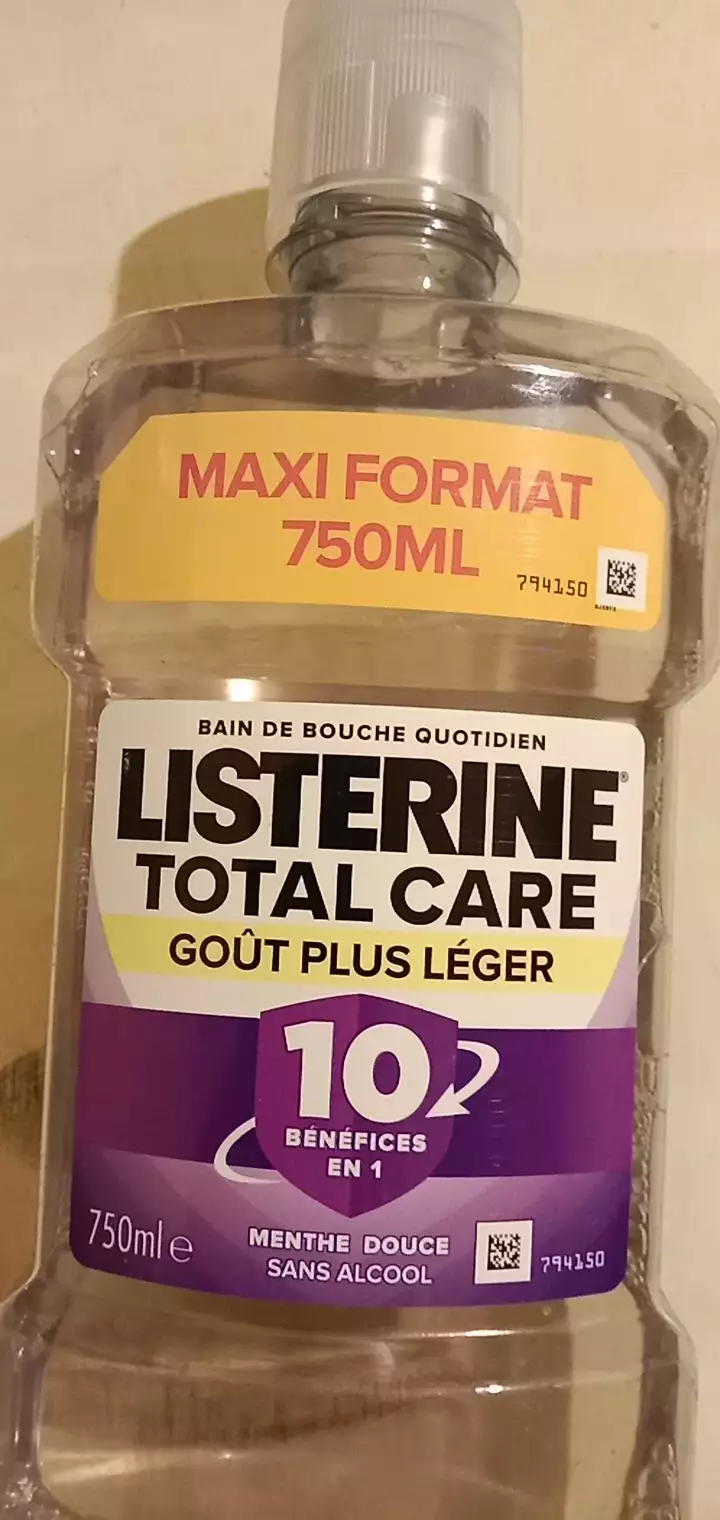 MAXI FORMAT
750ML
794150
BAIN DE BOUCHE QUOTIDIEN
LISTERINE®
TOTAL CARE
GOÛT PLUS LÉGER
10
BÉNÉFICES
EN 1
750ml e
MENTHE DOUCE
SANS ALCOOL
794150